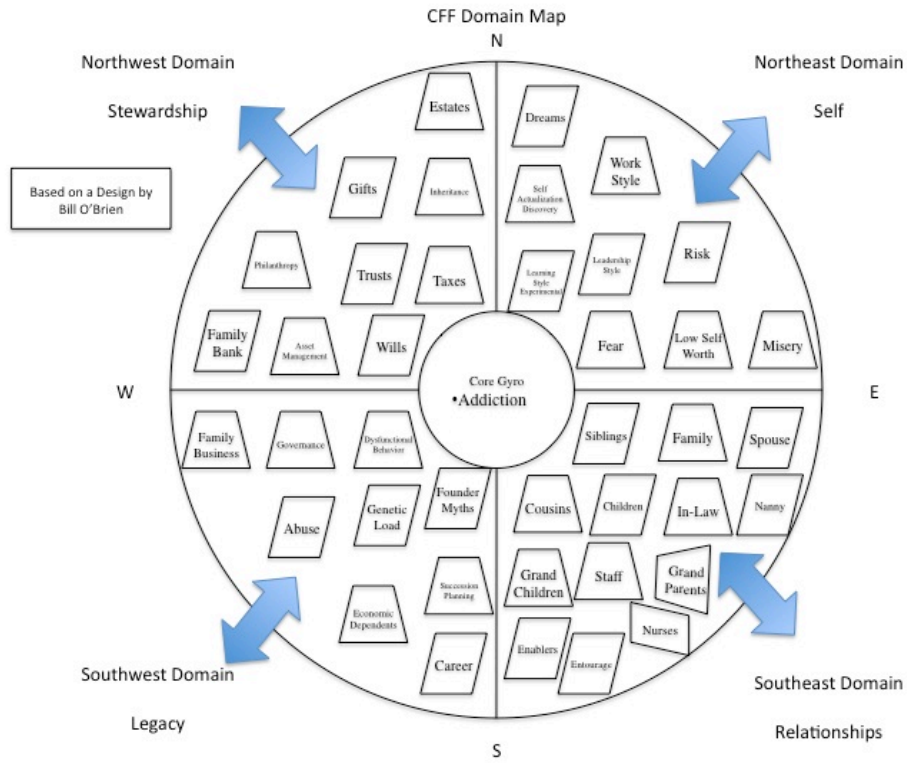 CFF Domain Map
N
Northwest Domain
Stewardship
Northeast Domain
Self
Based on a Design by
Bill O'Brien
Estates
Gifts
Inheritance
Philanthropy
Trusts
Taxes
Family
Bank
Asset
Management
Wills
Dreams
Work
Style
Self
Actualization
Discovery
Learning
Style
Experimental
Leadership
Style
Risk
Fear
Low Self
Worth
Misery
W
Core Gyro
•Addiction
E
Family
Business
Governance
Dysfunctional
Behavior
Abuse
Genetic
Load
Founder
Myths
Economic
Dependents
Succession
Planning
Career
Siblings
Family
Spouse
Cousins
Children
In-Law
Nanny
Grand
Children
Staff
Grand
Parents
Nurses
Enablers
Entourage
Southwest Domain
Legacy
Southeast Domain
Relationships
S